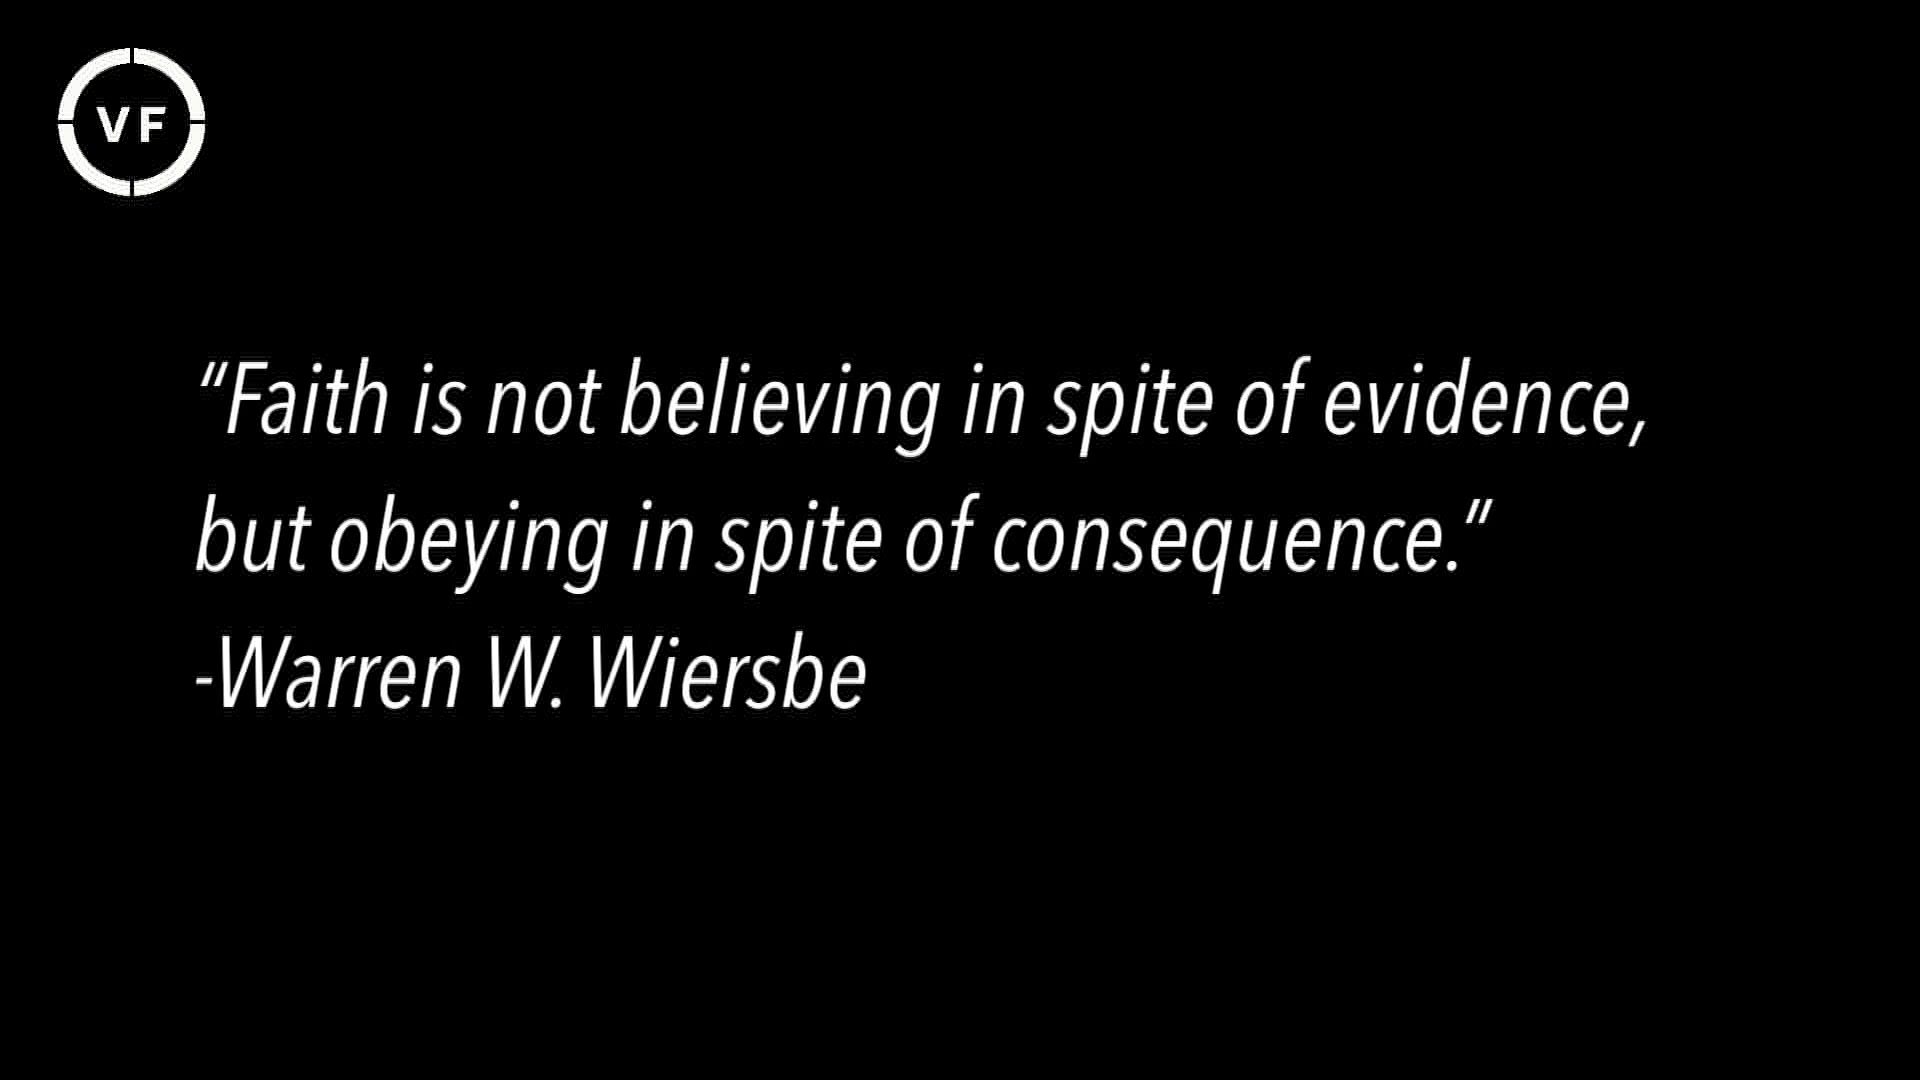 VF
“Faith is not believing in spite of evidence,
but obeying in spite of consequence.”
-Warren W. Wiersbe